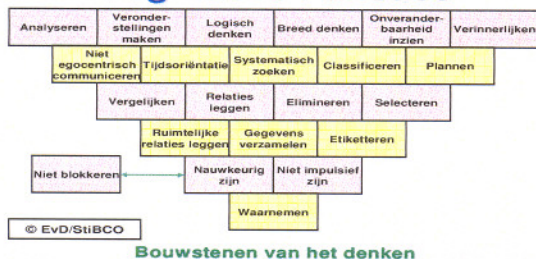 Analyseren
Veronder-
stellingen
maken
Logisch
denken
Breed denken
Onverander-
baarheid
inzien
Verinnerlijken
Niet
egocentrisch
communiceren
Tijdsoriëntatie
Systematisch
zoeken
Classificeren
Plannen
Vergelijken
Relaties
leggen
Elimineren
Selecteren
Ruimtelijke
relaties leggen
Gegevens
verzamelen
Etiketteren
Niet blokkeren
Nauwkeurig
zijn
Niet impulsief
zijn
Waarnemen
© EvD/StiBCO
Bouwstenen van het denken